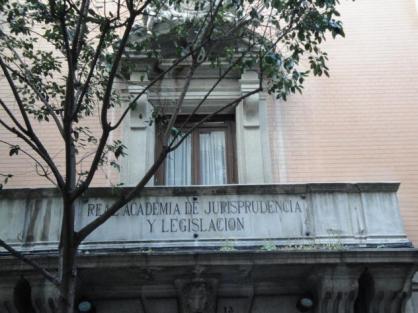 REAL ACADEMIA DE JURISPRUDENCIA
Y LEGISLACION